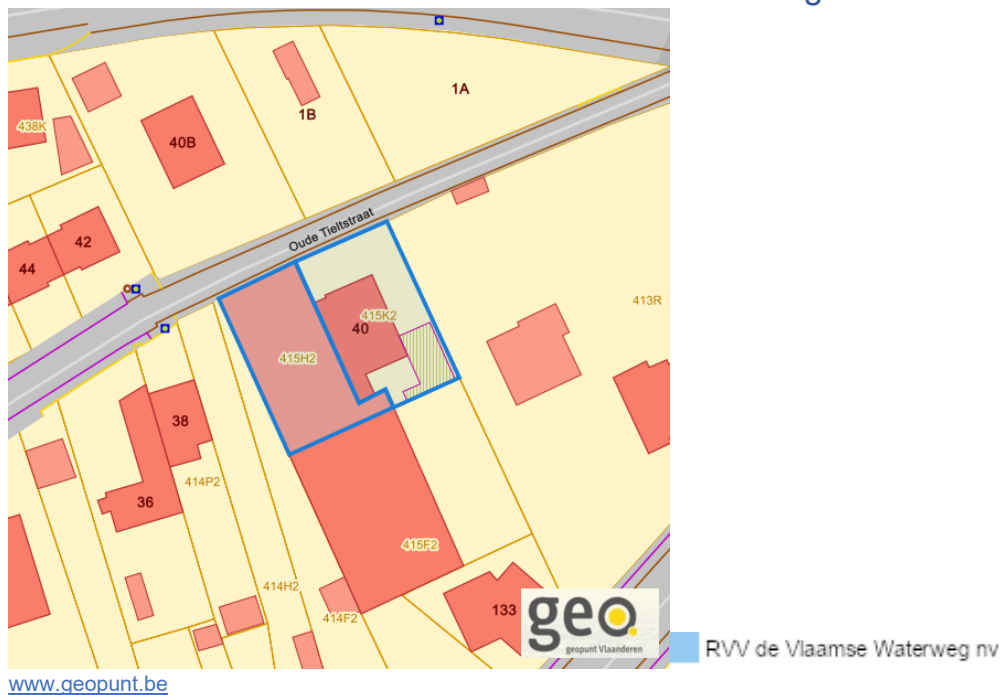 1A
1B
438K
40B
Oude Tieltstraat
42
44
413R
415K2
40
415H2
38
414P2
36
415F2
414H2
133
414F2
geo
geopunt Vlaanderen
RVV de Vlaamse Waterweg nv
www.geopunt.be